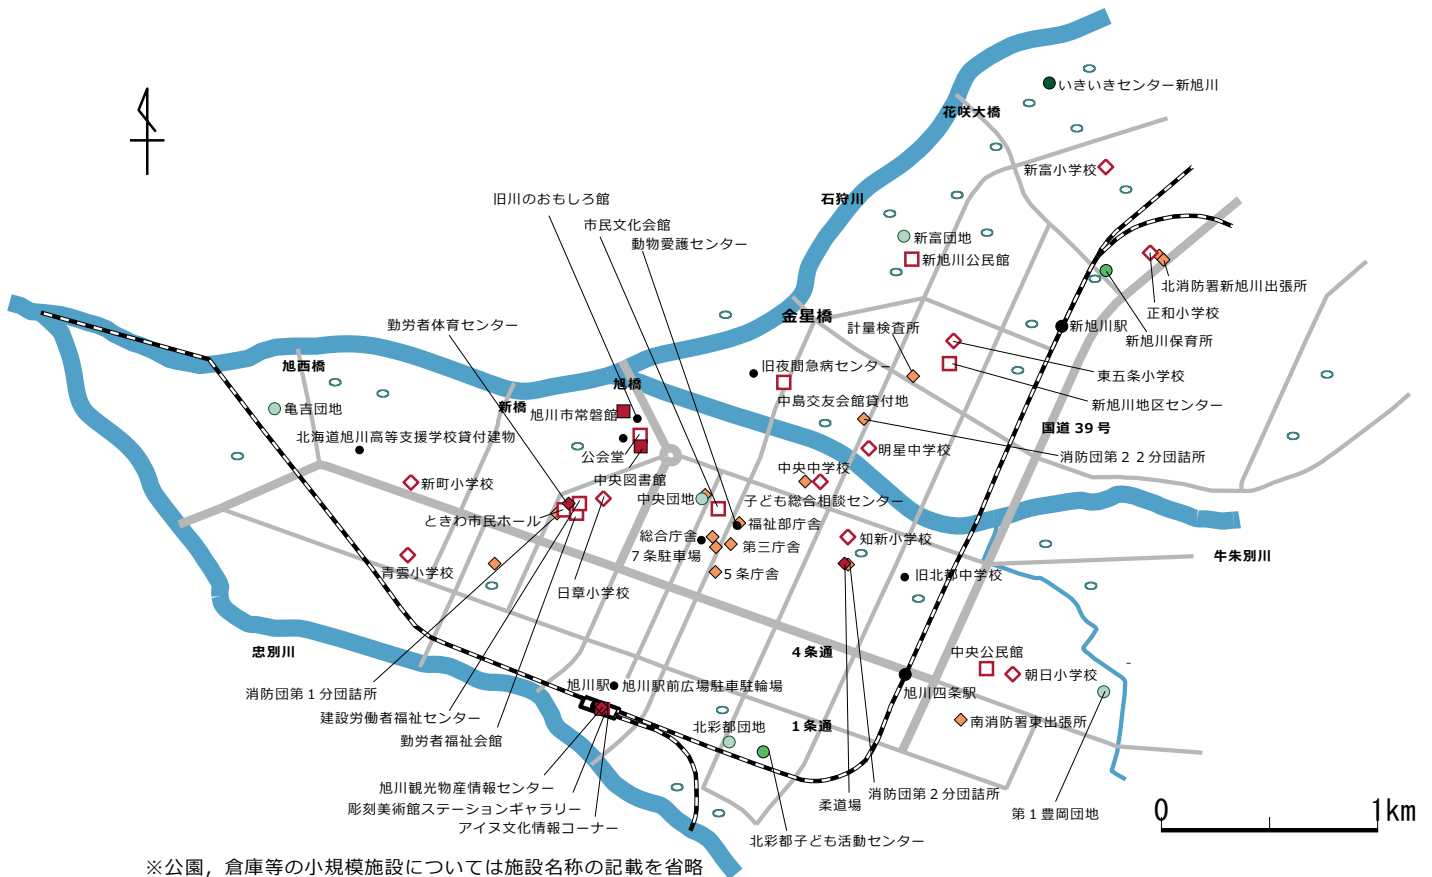 いきいきセンター新旭川
花咲大橋
新富小学校
旧川のおもしろ館
石狩川
市民文化会館
動物愛護センター
新富団地
新旭川公民館
北消防署新旭川出張所
正和小学校
金星橋
勤労者体育センター
計量検査所
新旭川駅
新旭川保育所
旭西橋
旧夜間急病センター
東五条小学校
旭橋
中島交友会館貸付地
新旭川地区センター
亀吉団地
新橋
旭川市常磐館
国道39号
北海道旭川高等支援学校貸付建物
公会堂
明星中学校
消防団第２２分団詰所
中央図書館
中央中学校
新町小学校
中央団地
子ども総合相談センター
ときわ市民ホール
福祉部庁舎
総合庁舎
知新小学校
７条駐車場
第三庁舎
牛朱別川
青雲小学校
５条庁舎
旧北都中学校
日章小学校
忠別川
４条通
中央公民館
朝日小学校
旭川駅
旭川駅前広場駐車駐輪場
旭川四条駅
消防団第１分団詰所
建設労働者福祉センター
北彩都団地
１条通
南消防署東出張所
勤労者福祉会館
旭川観光物産情報センター
消防団第２分団詰所
彫刻美術館ステーションギャラリー
柔道場
第１豊岡団地
アイヌ文化情報コーナー
北彩都子ども活動センター
0
1km
※公園，倉庫等の小規模施設については施設名称の記載を省略